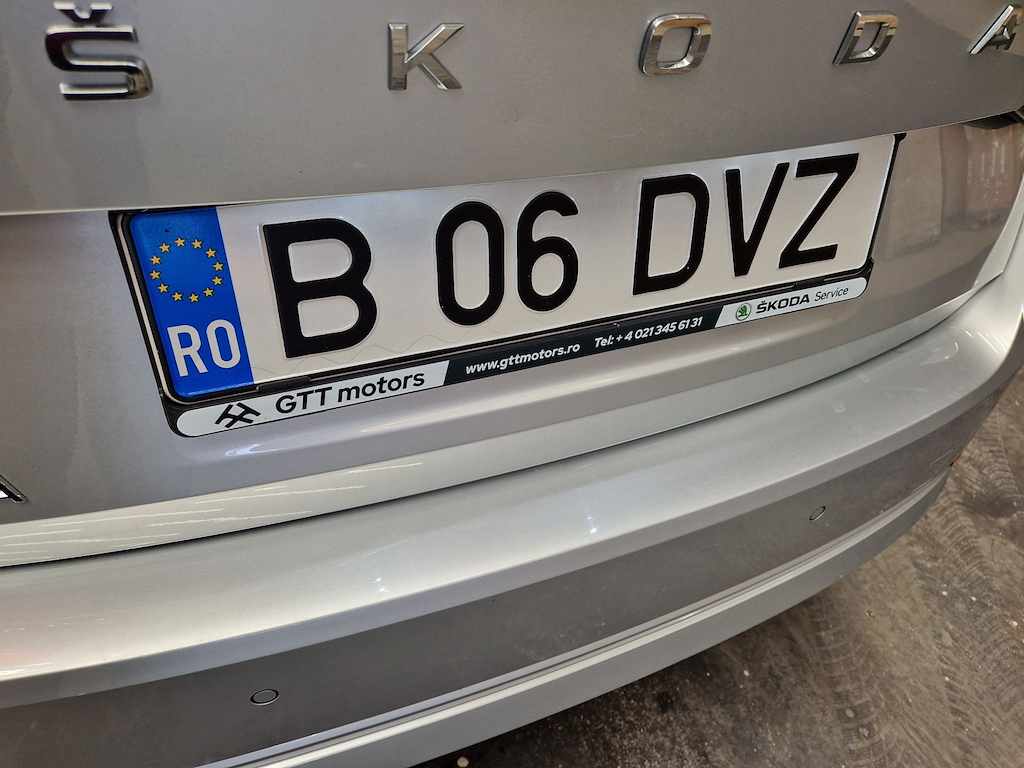 ŠKODA
RO B 06 DVZ
GTT motors www.gttmotors.ro Tel: + 4 021 345 61 31 ŠKODA Service